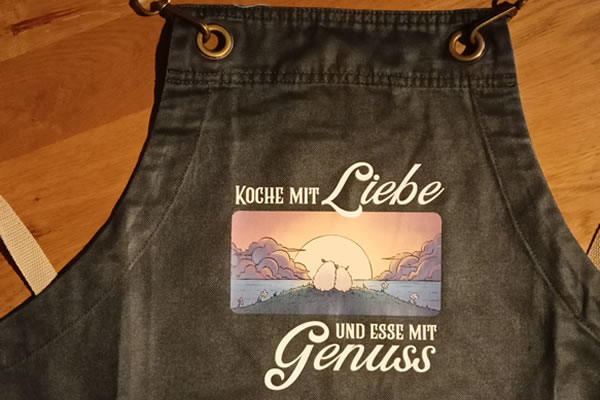 KOCHE MIT Liebe
UND ESSE MIT
Genuss